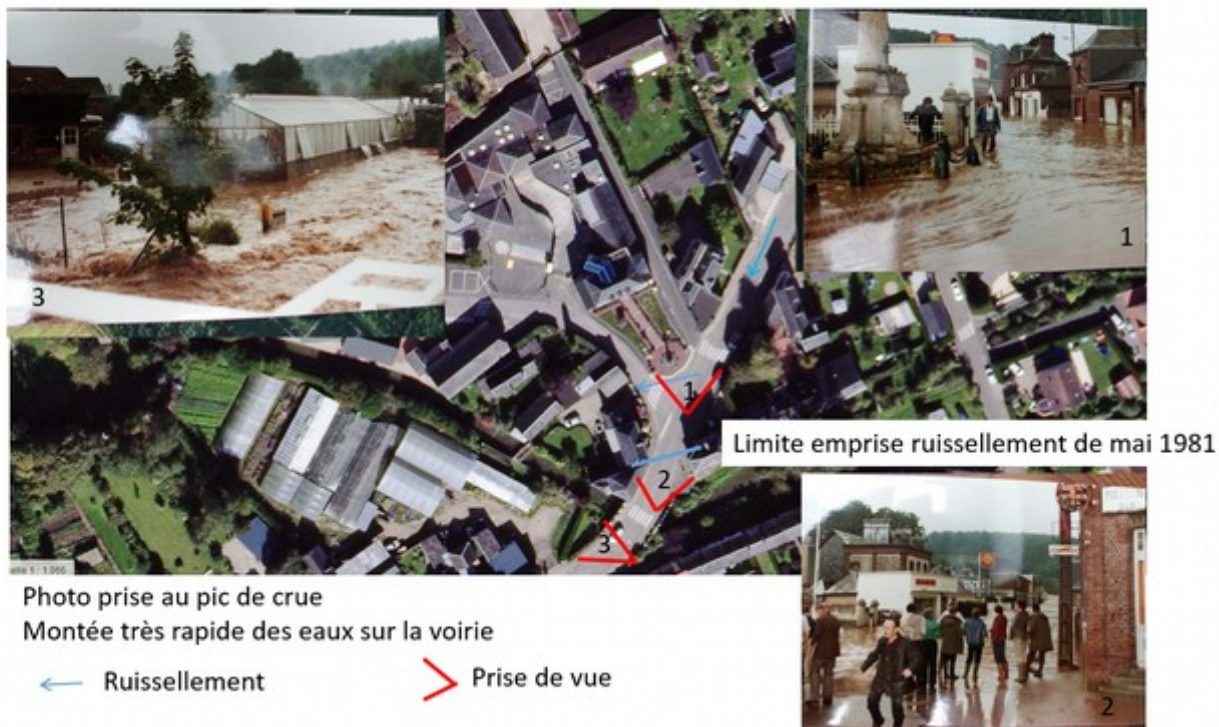 3
1
1
Limite emprise ruissellement de mai 1981
2
3
Photo prise au pic de crue
Montée très rapide des eaux sur la voirie
Ruissellement
Prise de vue
2